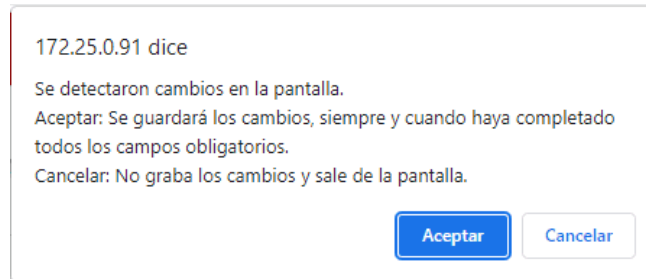 172.25.0.91 dice
Se detectaron cambios en la pantalla.
Aceptar: Se guardará los cambios, siempre y cuando haya completado
todos los campos obligatorios.
Cancelar: No graba los cambios y sale de la pantalla.
Aceptar
Cancelar